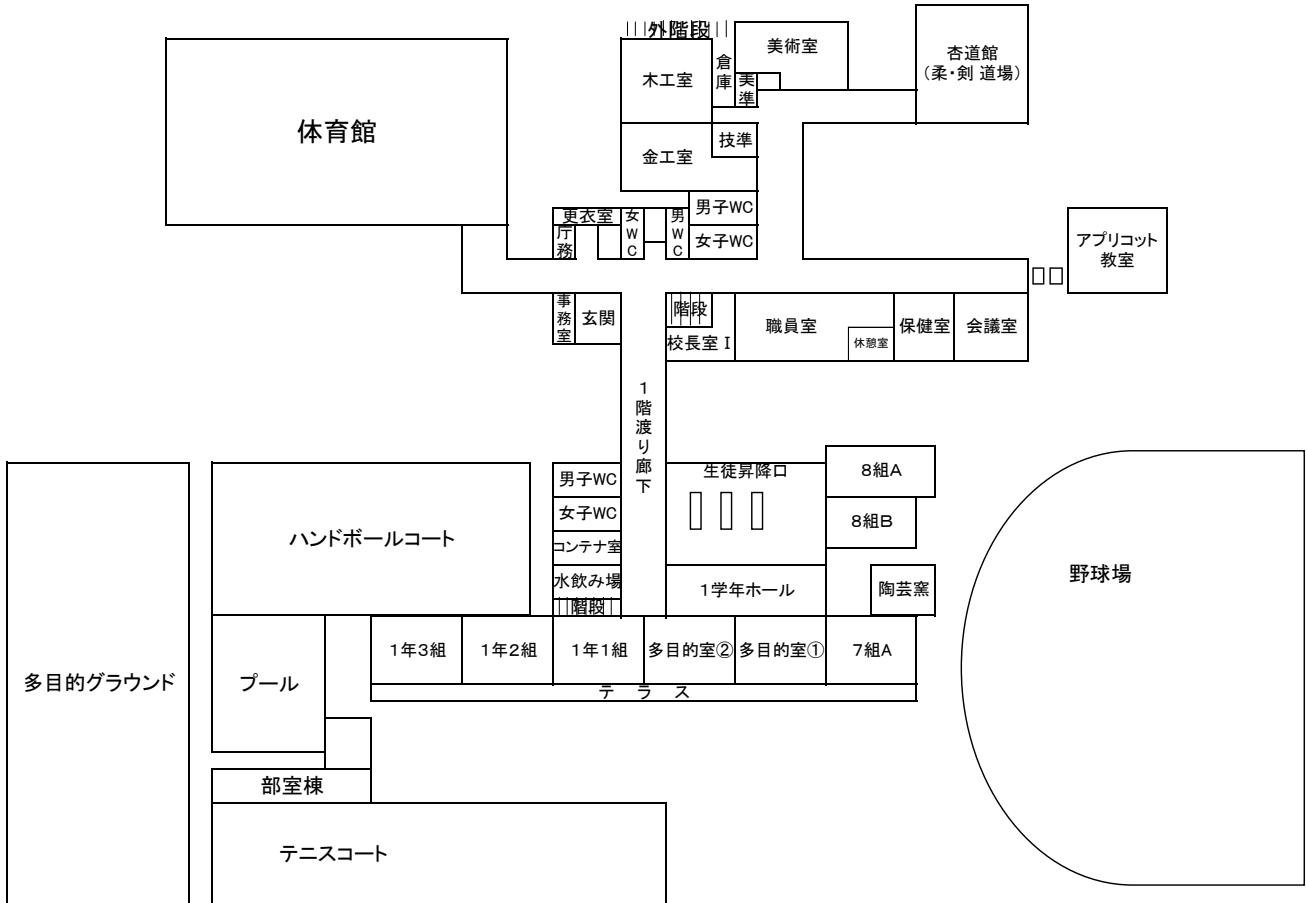 外階段
美術室
杏道館
(柔・剣 道場)
木工室
倉庫
美準
体育館
技準
金工室
男子WC
更衣室
女WC
男WC
女子WC
庁務
アプリコット
教室
事務室
玄関
階段
職員室
保健室
会議室
校長室Ⅰ
休憩室
1階渡り廊下
男子WC
生徒昇降口
8組A
女子WC
8組B
ハンドボールコート
コンテナ室
野球場
水飲み場
1学年ホール
陶芸窯
階段
1年3組
1年2組
1年1組
多目的室②
多目的室①
7組A
多目的グラウンド
プール
テラス
部室棟
テニスコート